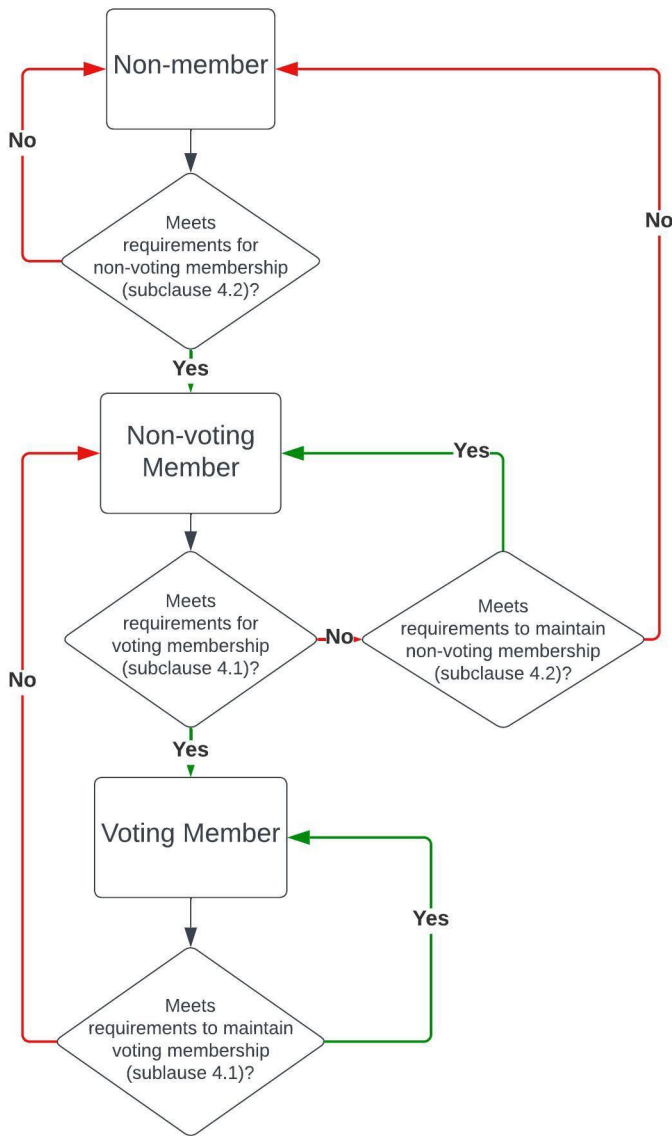 Non-member
No
Meets
requirements for
non-voting membership
(subclause 4.2)?
No
Yes
Non-voting
Member
Yes
Meets
requirements for
voting membership
(subclause 4.1)?
No
Meets
requirements to maintain
non-voting membership
(subclause 4.2)?
No
Yes
Voting Member
Yes
Meets
requirements to maintain
voting membership
(sublause 4.1)?